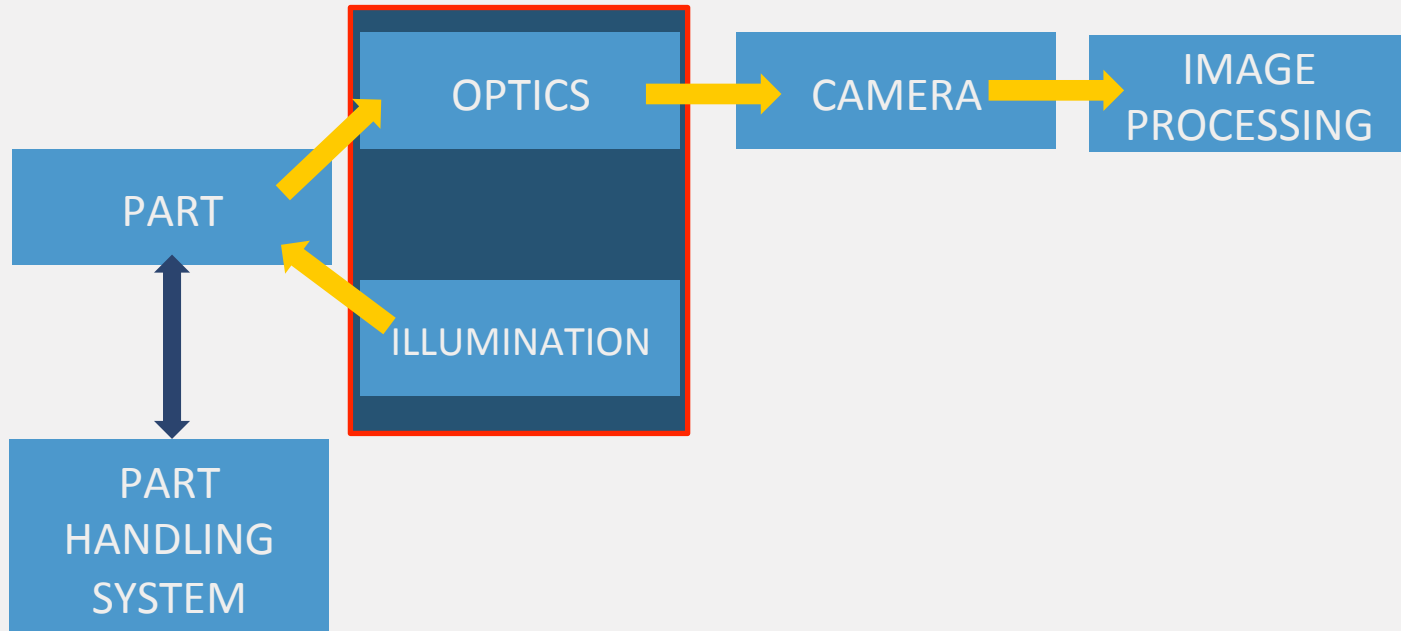 OPTICS
CAMERA
IMAGE
PROCESSING
PART
ILLUMINATION
PART
HANDLING
SYSTEM